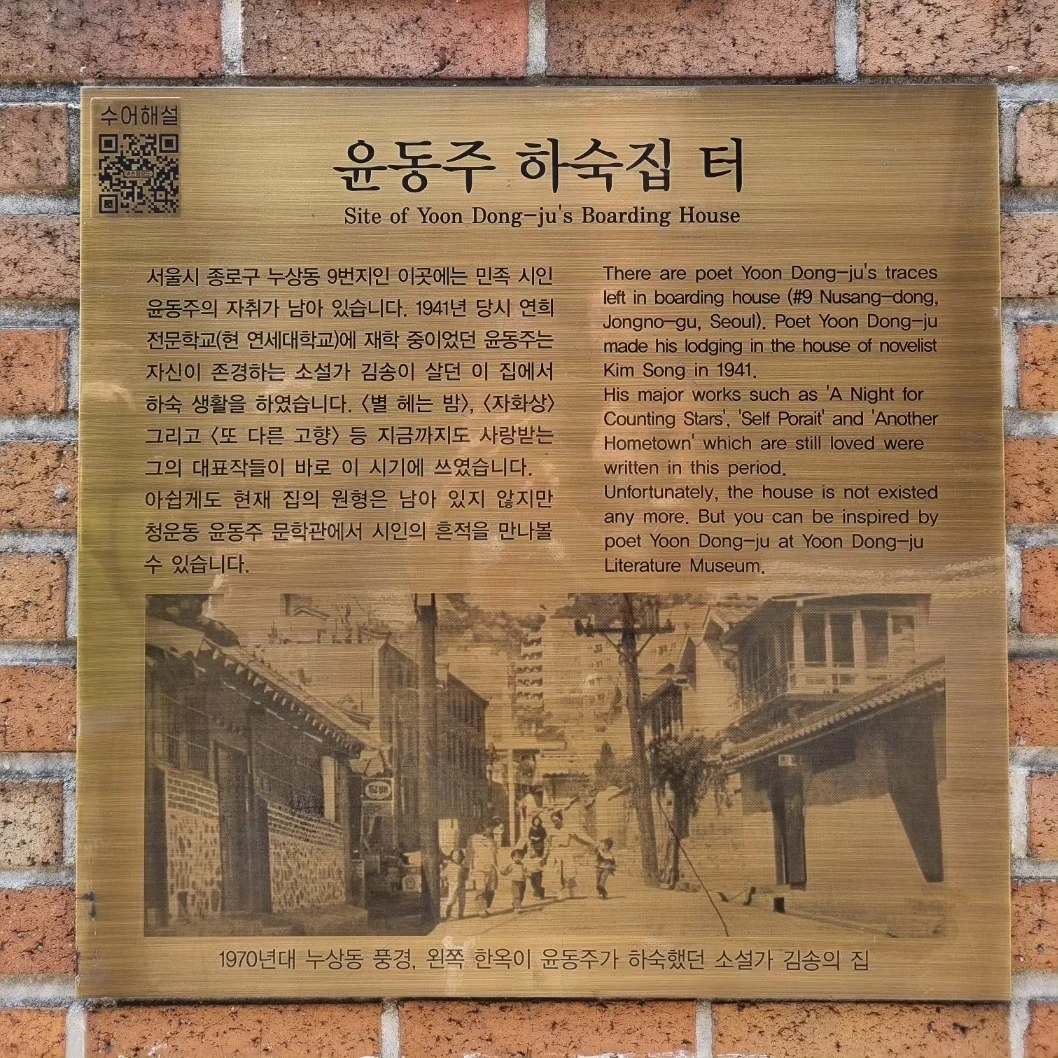 수어해설
윤동주 하숙집 터
Site of Yoon Dong-ju's Boarding House
서울시 종로구 누상동 9번지인 이곳에는 민족 시인
윤동주의 자취가 남아 있습니다. 1941년 당시 연희
전문학교(현 연세대학교)에 재학 중이었던 윤동주는
자신이 존경하는 소설가 김송이 살던 이 집에서
하숙 생활을 하였습니다. 〈별 헤는 밤〉, 〈자화상〉
그리고 〈또 다른 고향〉 등 지금까지도 사랑받는
그의 대표작들이 바로 이 시기에 쓰였습니다.
아쉽게도 현재 집의 원형은 남아 있지 않지만
청운동 윤동주 문학관에서 시인의 흔적을 만나볼
수 있습니다.
There are poet Yoon Dong-ju's traces
left in boarding house (#9 Nusang-dong,
Jongno-gu, Seoul). Poet Yoon Dong-ju
made his lodging in the house of novelist
Kim Song in 1941.
His major works such as 'A Night for
Counting Stars', 'Self Porait' and 'Another
Hometown' which are still loved were
written in this period.
Unfortunately, the house is not existed
any more. But you can be inspired by
poet Yoon Dong-ju at Yoon Dong-ju
Literature Museum.
1970년대 누상동 풍경, 왼쪽 한옥이 윤동주가 하숙했던 소설가 김송의 집